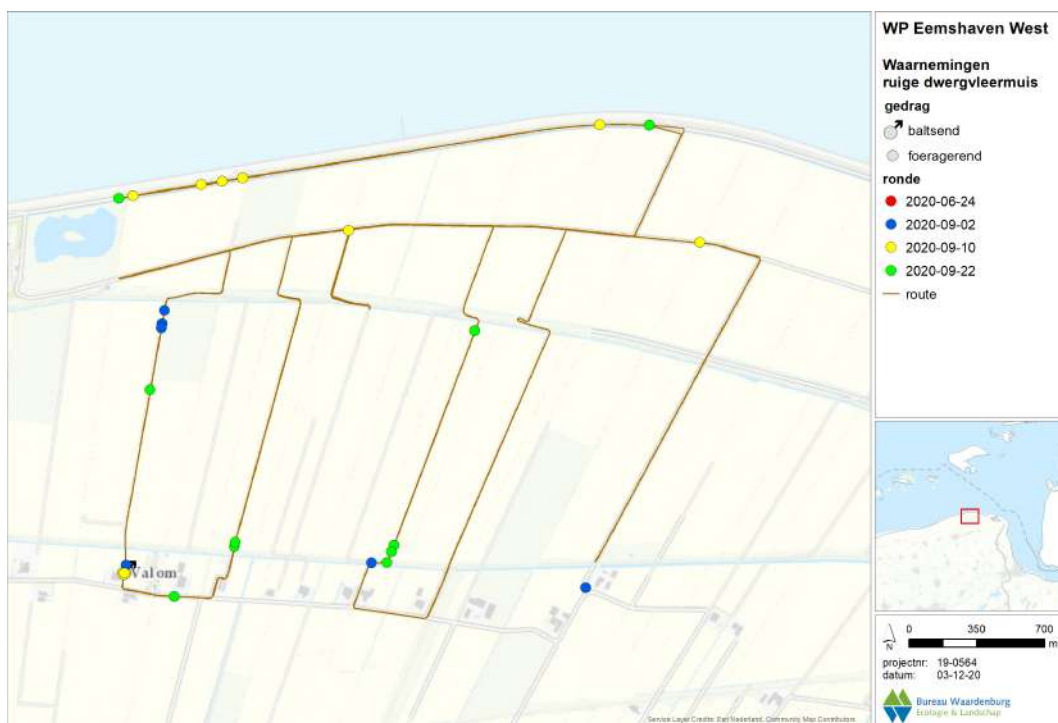 WP Eemshaven West
Waarnemingen
ruige dwergvleermuis
gedrag
baltsend
foeragerend
ronde
2020-06-24
2020-09-02
2020-09-10
2020-09-22
route
Valom
N
0 350 700
m
projectnr: 19-0564
datum: 03-12-20
Bureau Waardenburg
Ecologie & Landschap
Service Layer Credits: Esri Nederland, Community Map Contributors